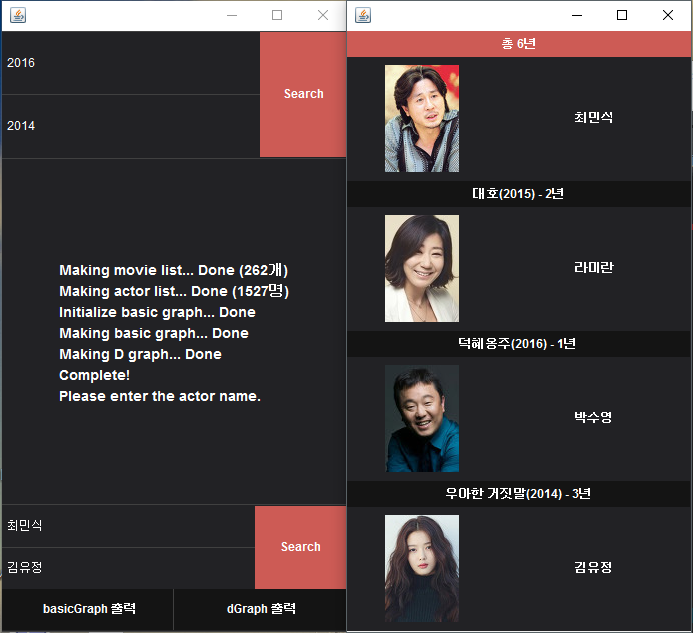 2016
Search
2014
Making movie list... Done (262개)
Making actor list... Done (1527명)
Initialize basic graph... Done
Making basic graph... Done
Making D graph... Done
Complete!
Please enter the actor name.
최민식
Search
김유정
basicGraph 출력
dGraph 출력
총 6년
최민식
대호(2015) - 2년
라미란
덕혜옹주(2016) - 1년
박수영
우아한 거짓말(2014) - 3년
김유정